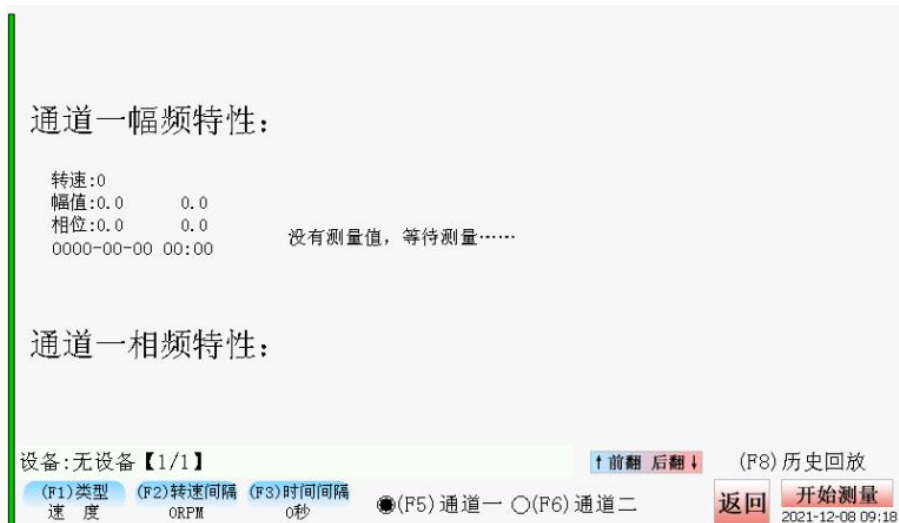 通道一幅频特性:
转速:0
幅值:0.0 0.0
相位:0.0 0.0
0000-00-00 00:00
没有测量值，等待测量……
通道一相频特性:
设备:无设备【1/1】
↑前翻 后翻↓
(F8)历史回放
(F1)类型 (F2)转速间隔 (F3)时间间隔
速 度 0RPM 0秒
(F5)通道一 (F6)通道二
返回
开始测量
2021-12-08 09:18